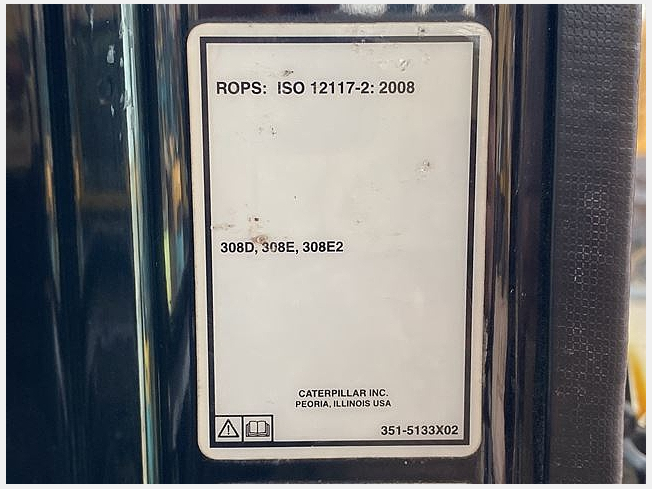 ROPS: ISO 12117-2: 2008
308D, 308E, 308E2
CATERPILLAR INC.
PEORIA, ILLINOIS USA
351-5133X02